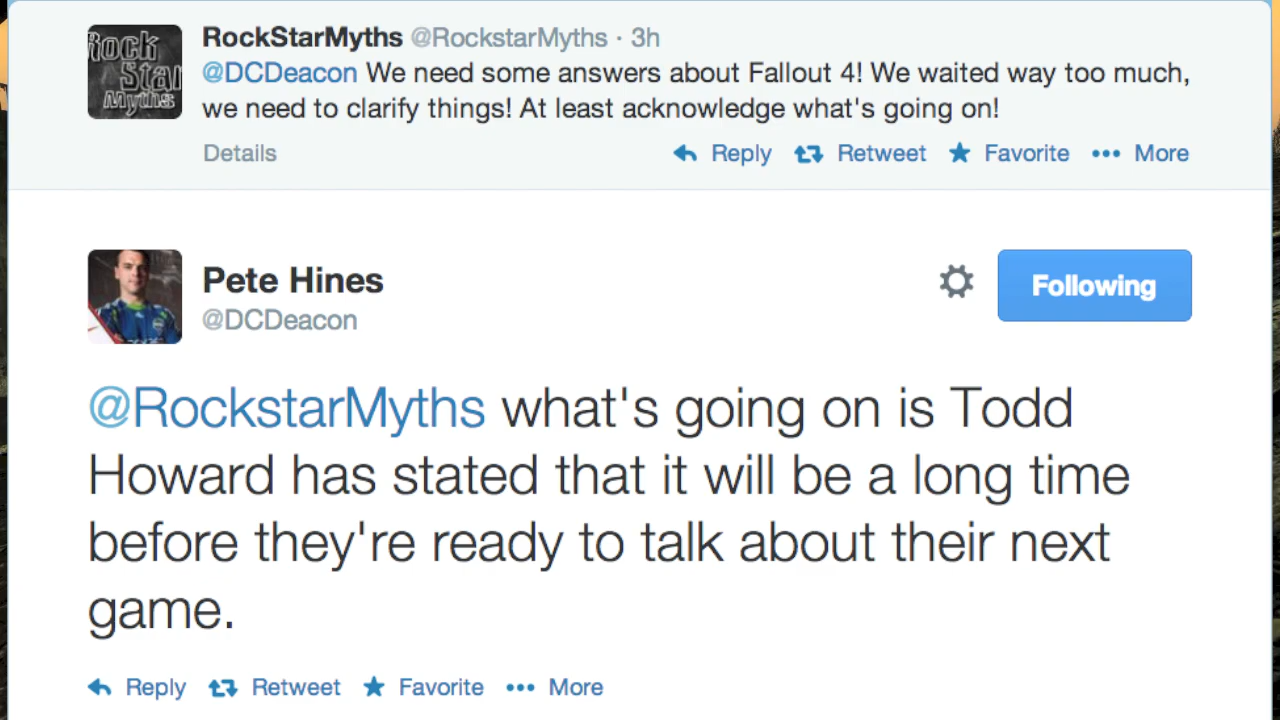 Rock
Star
Myths
RockStarMyths @RockstarMyths · 3h
@DCDeacon We need some answers about Fallout 4! We waited way too much,
we need to clarify things! At least acknowledge what's going on!
Details
Reply Retweet Favorite More
Pete Hines
@DCDeacon
Following
@RockstarMyths what's going on is Todd
Howard has stated that it will be a long time
before they're ready to talk about their next
game.
Reply Retweet Favorite More